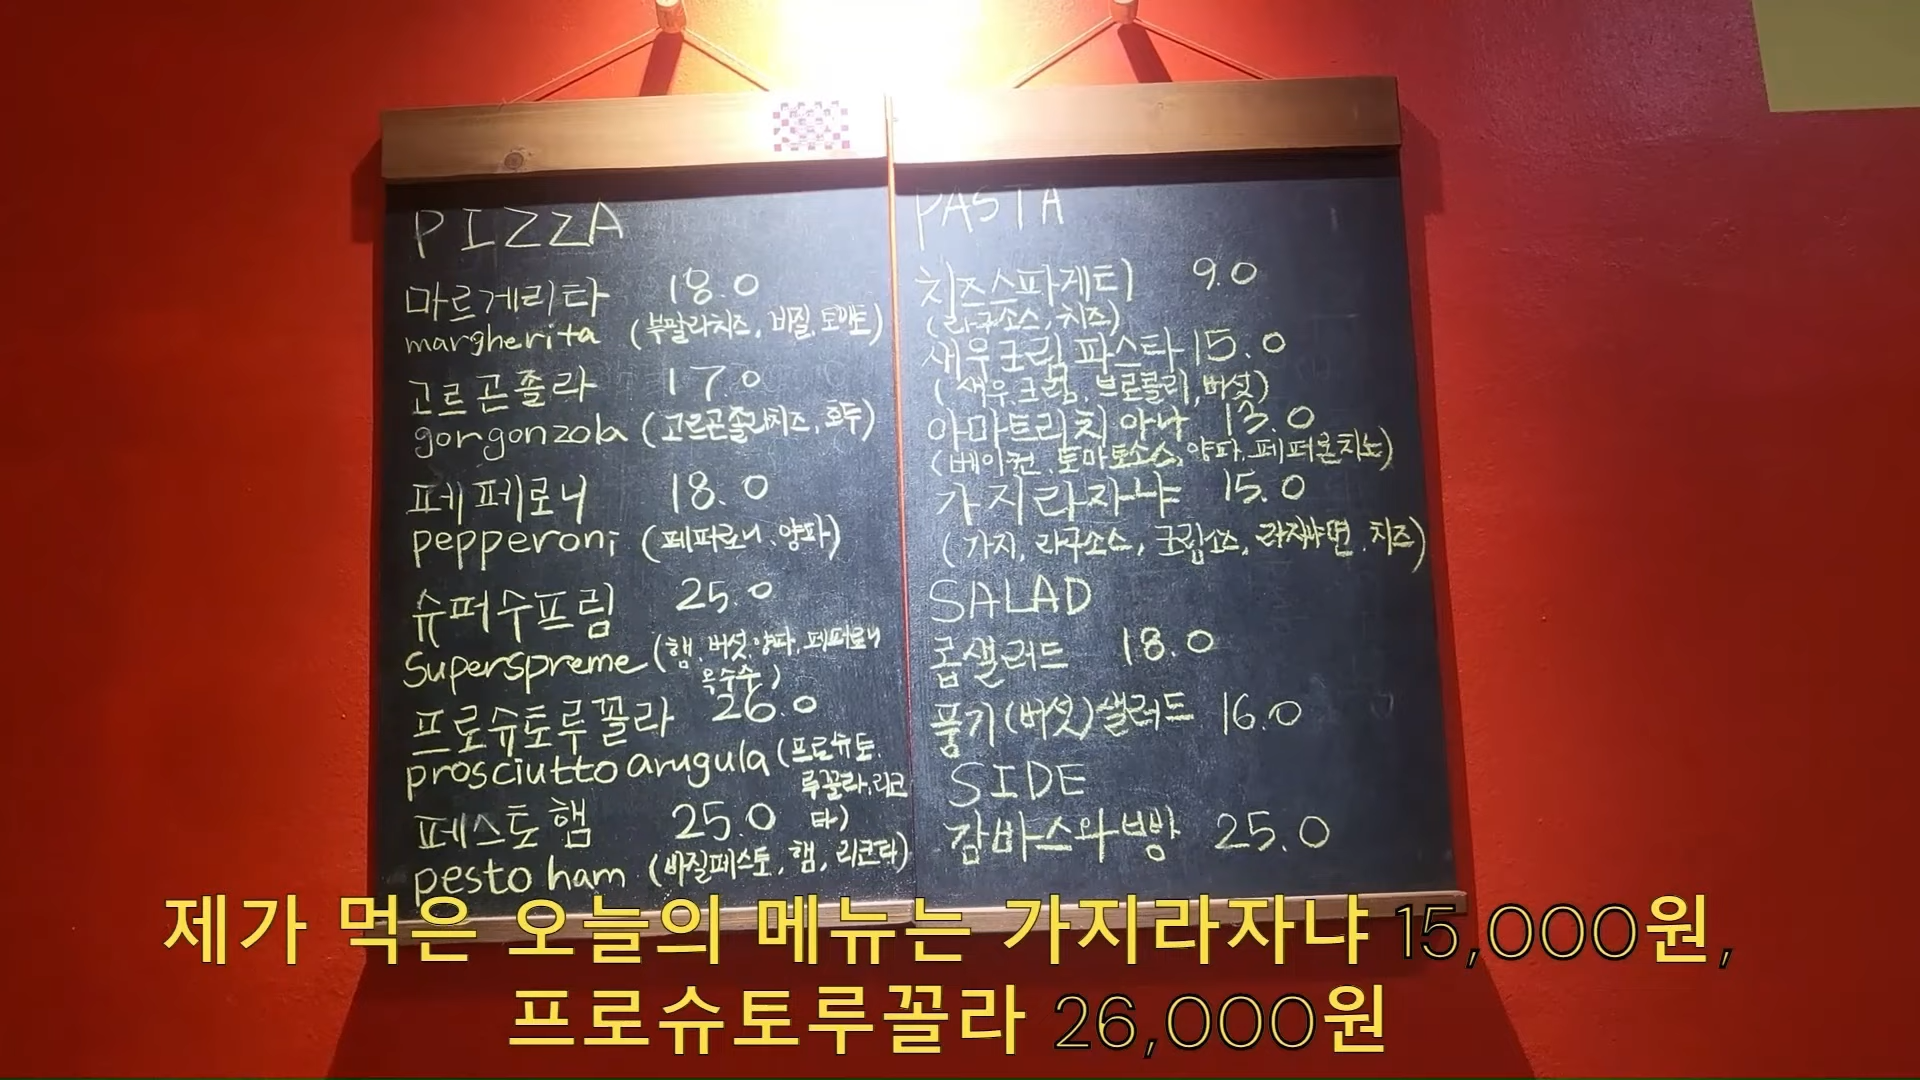 PIZZA
마르게리타 18.0
margherita (부팔라치즈, 바질, 토마토)
고르곤졸라 17.0
gorgonzola (고르곤졸라치즈, 호두)
페페로니 18.0
pepperoni (페퍼로니, 양파)
슈퍼수프림 25.0
Superspreme (햄, 버섯, 양파, 페퍼로니
옥수수)
프로슈토루꼴라 26.0
prosciutto arugula (프로슈토,
루꼴라, 리코
타)
페스토햄 25.0
pesto ham (바질페스토, 햄, 리코타)
PASTA
치즈스파게티 9.0
(라구소스, 치즈)
새우크림 파스타 15.0
(새우, 크림, 브로콜리, 버섯)
아마트리치아나 13.0
(베이컨, 토마토소스, 양파, 페퍼론치노)
가지라자냐 15.0
(가지, 라구소스, 크림소스, 라자냐면, 치즈)
SALAD
콥샐러드 18.0
풍기(버섯)샐러드 16.0
SIDE
감바스와 빵 25.0
제가 먹은 오늘의 메뉴는 가지라자냐 15,000원,
프로슈토루꼴라 26,000원